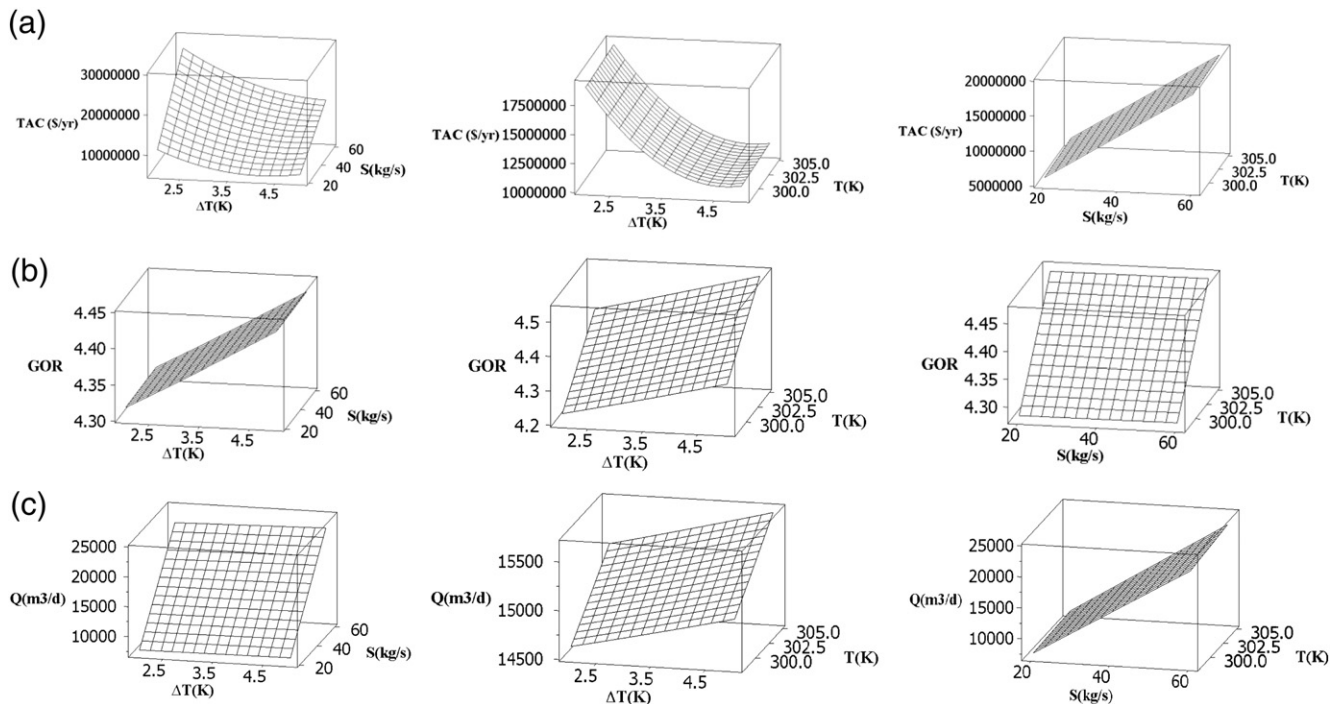 (a)
30000000
20000000
10000000
TAC ($/yr)
2.5 3.5 4.5
ΔT(K)
60
40
20
S(kg/s)
17500000
15000000
12500000
10000000
TAC ($/yr)
2.5 3.5 4.5
ΔT(K)
305.0
302.5
300.0
T(K)
20000000
15000000
10000000
5000000
TAC ($/yr)
20 40 60
S(kg/s)
305.0
302.5
300.0
T(K)
(b)
4.45
4.40
4.35
4.30
GOR
2.5 3.5 4.5
ΔT(K)
60
40
20
S(kg/s)
4.5
4.4
4.3
4.2
GOR
2.5 3.5 4.5
ΔT(K)
305.0
302.5
300.0
T(K)
4.45
4.40
4.35
4.30
GOR
20 40 60
S(kg/s)
305.0
302.5
300.0
T(K)
(c)
25000
20000
15000
10000
Q(m3/d)
2.5 3.5 4.5
ΔT(K)
60
40
20
S(kg/s)
15500
15000
14500
Q(m3/d)
2.5 3.5 4.5
ΔT(K)
305.0
302.5
300.0
T(K)
25000
20000
15000
10000
Q(m3/d)
20 40 60
S(kg/s)
305.0
302.5
300.0
T(K)